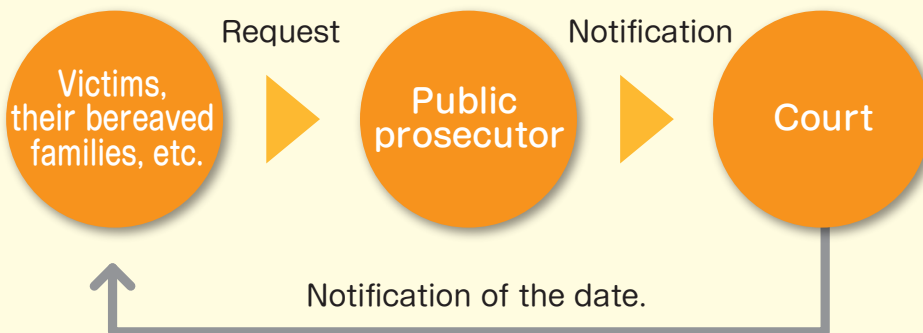 Request
Notification
Victims,
their bereaved
families, etc.
Public
prosecutor
Court
Notification of the date.